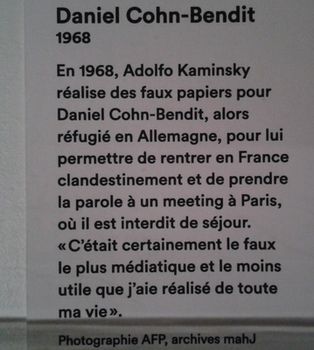 Daniel Cohn-Bendit
1968
En 1968, Adolfo Kaminsky
réalise des faux papiers pour
Daniel Cohn-Bendit, alors
réfugié en Allemagne, pour lui
permettre de rentrer en France
clandestinement et de prendre
la parole à un meeting à Paris,
où il est interdit de séjour.
«C'était certainement le faux
le plus médiatique et le moins
utile que j'aie réalisé de toute
ma vie».
Photographie AFP, archives mahJ